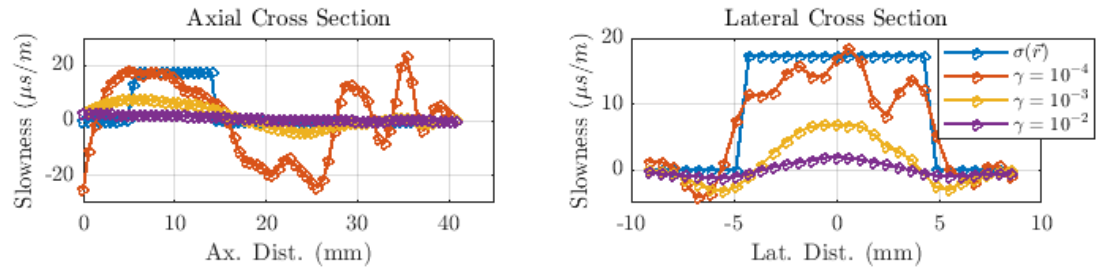 Axial Cross Section
Slowness (μs/m)
20
0
-20
0
10
20
30
40
Ax. Dist. (mm)
Lateral Cross Section
Slowness (μs/m)
20
10
0
-10
-5
0
5
10
Lat. Dist. (mm)
σ(r⃗)
γ = 10⁻⁴
γ = 10⁻³
γ = 10⁻²